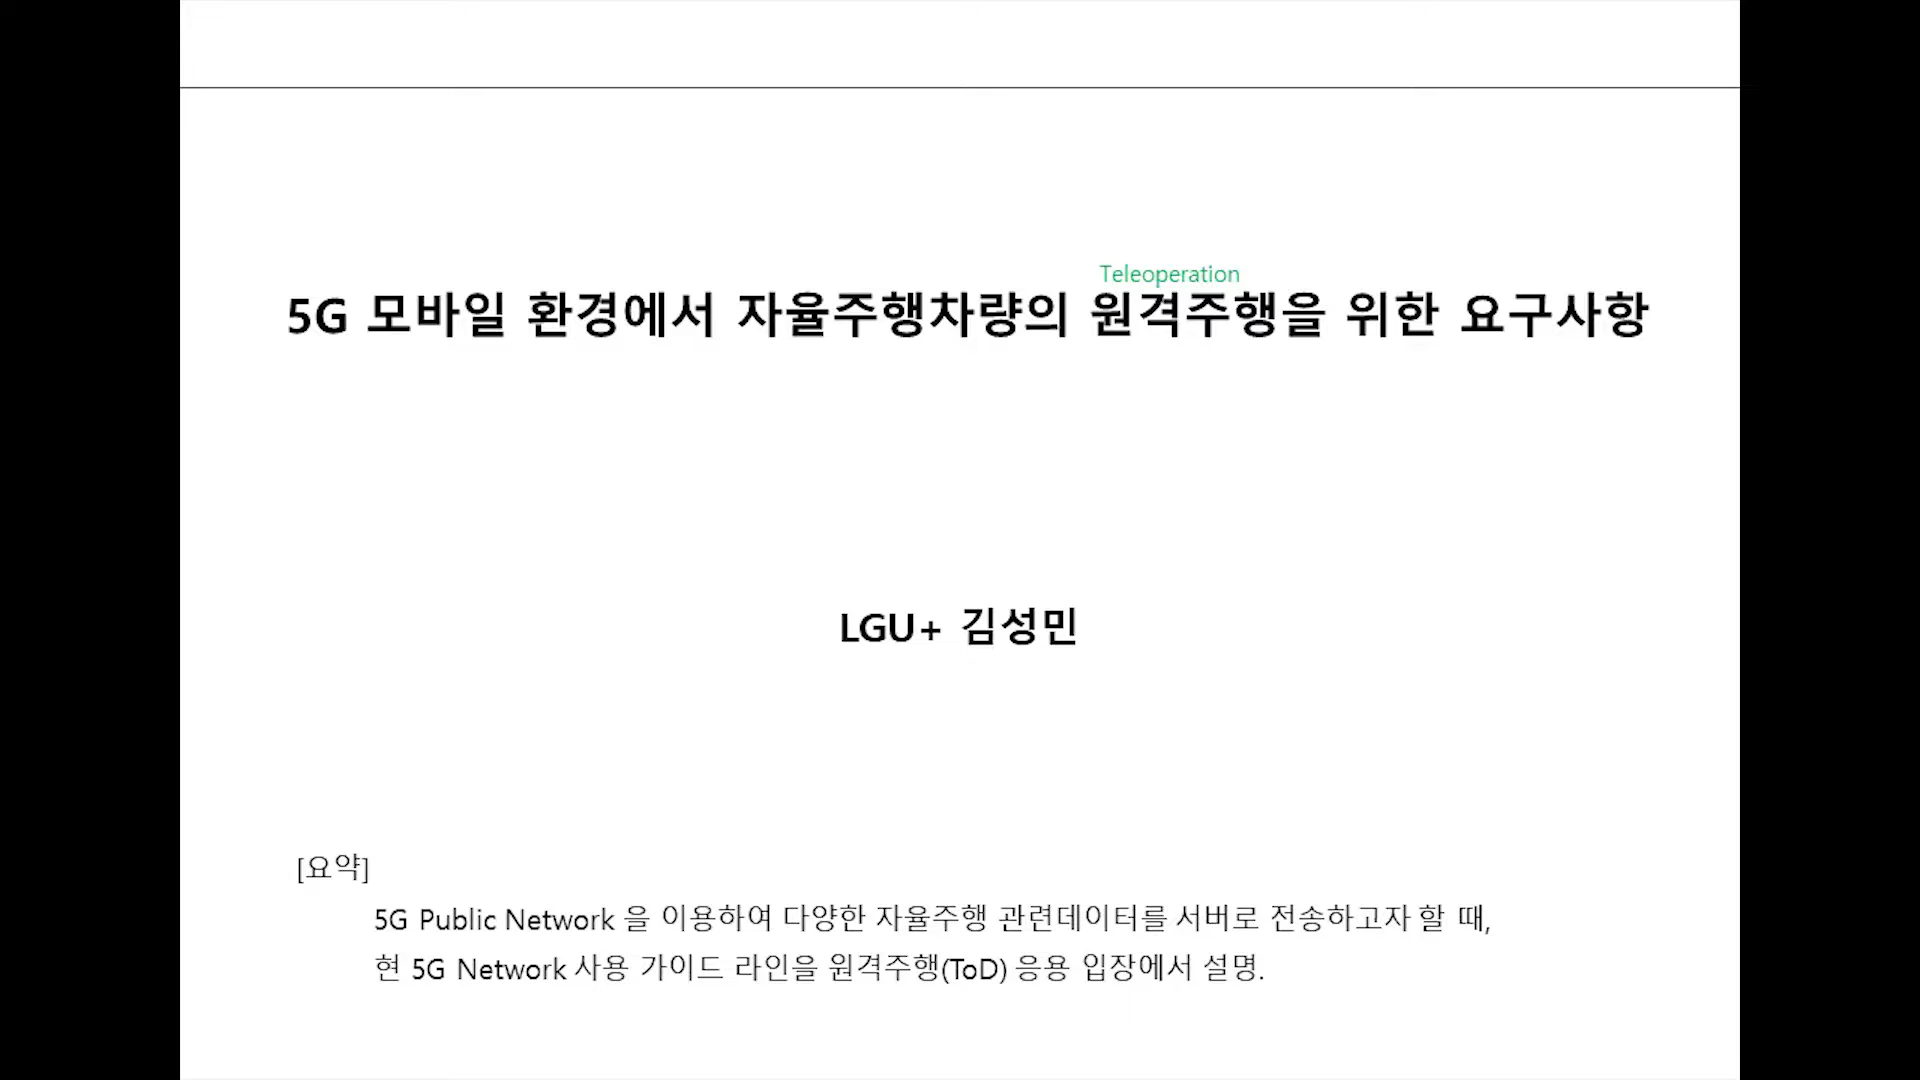 Teleoperation
5G 모바일 환경에서 자율주행차량의 원격주행을 위한 요구사항
LGU+ 김성민
[요약]
5G Public Network 을 이용하여 다양한 자율주행 관련데이터를 서버로 전송하고자 할 때,
현 5G Network 사용 가이드 라인을 원격주행(ToD) 응용 입장에서 설명.